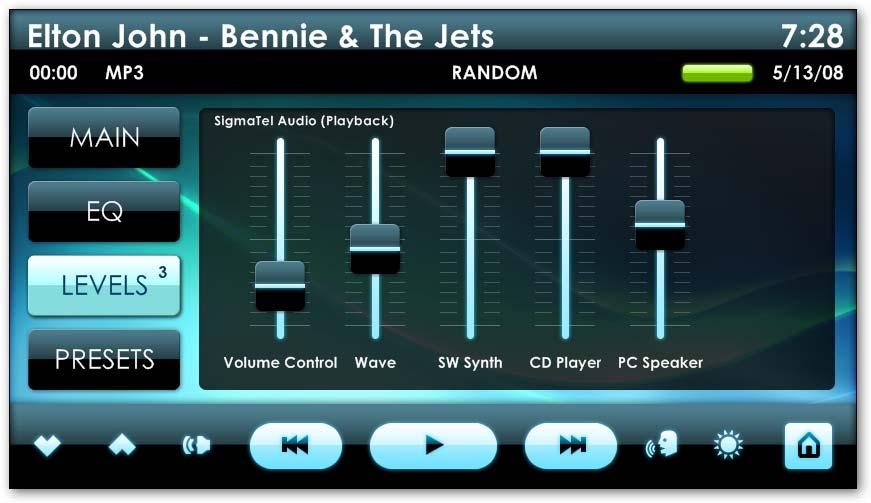 Elton John - Bennie & The Jets 7:28
00:00 MP3 RANDOM 5/13/08
SigmaTel Audio (Playback)
MAIN
EQ
LEVELS 3
PRESETS
Volume Control Wave SW Synth CD Player PC Speaker